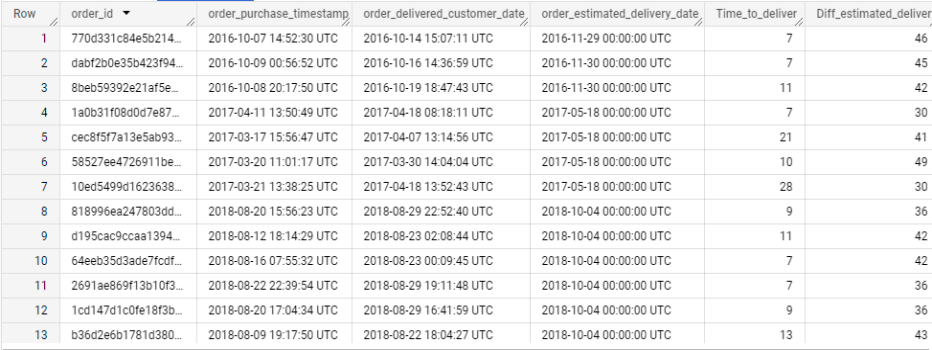 Row order_id order_purchase_timestamp order_delivered_customer_date order_estimated_delivery_date Time_to_deliver Diff_estimated_deliver
1 770d331c84e5b214... 2016-10-07 14:52:30 UTC 2016-10-14 15:07:11 UTC 2016-11-29 00:00:00 UTC 7 46
2 dabf2b0e35b423f94... 2016-10-09 00:56:52 UTC 2016-10-16 14:36:59 UTC 2016-11-30 00:00:00 UTC 7 45
3 8beb59392e21af5e... 2016-10-08 20:17:50 UTC 2016-10-19 18:47:43 UTC 2016-11-30 00:00:00 UTC 11 42
4 1a0b31f08d0d7e87... 2017-04-11 13:50:49 UTC 2017-04-18 08:18:11 UTC 2017-05-18 00:00:00 UTC 7 30
5 cec8f5f7a13e5ab93... 2017-03-17 15:56:47 UTC 2017-04-07 13:14:56 UTC 2017-05-18 00:00:00 UTC 21 41
6 58527ee4726911be... 2017-03-20 11:01:17 UTC 2017-03-30 14:04:04 UTC 2017-05-18 00:00:00 UTC 10 49
7 10ed5499d1623638... 2017-03-21 13:38:25 UTC 2017-04-18 13:52:43 UTC 2017-05-18 00:00:00 UTC 28 30
8 818996ea247803dd... 2018-08-20 15:56:23 UTC 2018-08-29 22:52:40 UTC 2018-10-04 00:00:00 UTC 9 36
9 d195cac9ccaa1394... 2018-08-12 18:14:29 UTC 2018-08-23 02:08:44 UTC 2018-10-04 00:00:00 UTC 11 42
10 64eeb35d3ade7fcdf... 2018-08-16 07:55:32 UTC 2018-08-23 00:09:45 UTC 2018-10-04 00:00:00 UTC 7 42
11 2691ae869f13b10f3... 2018-08-22 22:39:54 UTC 2018-08-29 19:11:48 UTC 2018-10-04 00:00:00 UTC 7 36
12 1cd147d1c0fe18f3b... 2018-08-20 17:04:34 UTC 2018-08-29 16:41:59 UTC 2018-10-04 00:00:00 UTC 9 36
13 b36d2e6b1781d380... 2018-08-09 19:17:50 UTC 2018-08-22 18:04:27 UTC 2018-10-04 00:00:00 UTC 13 43